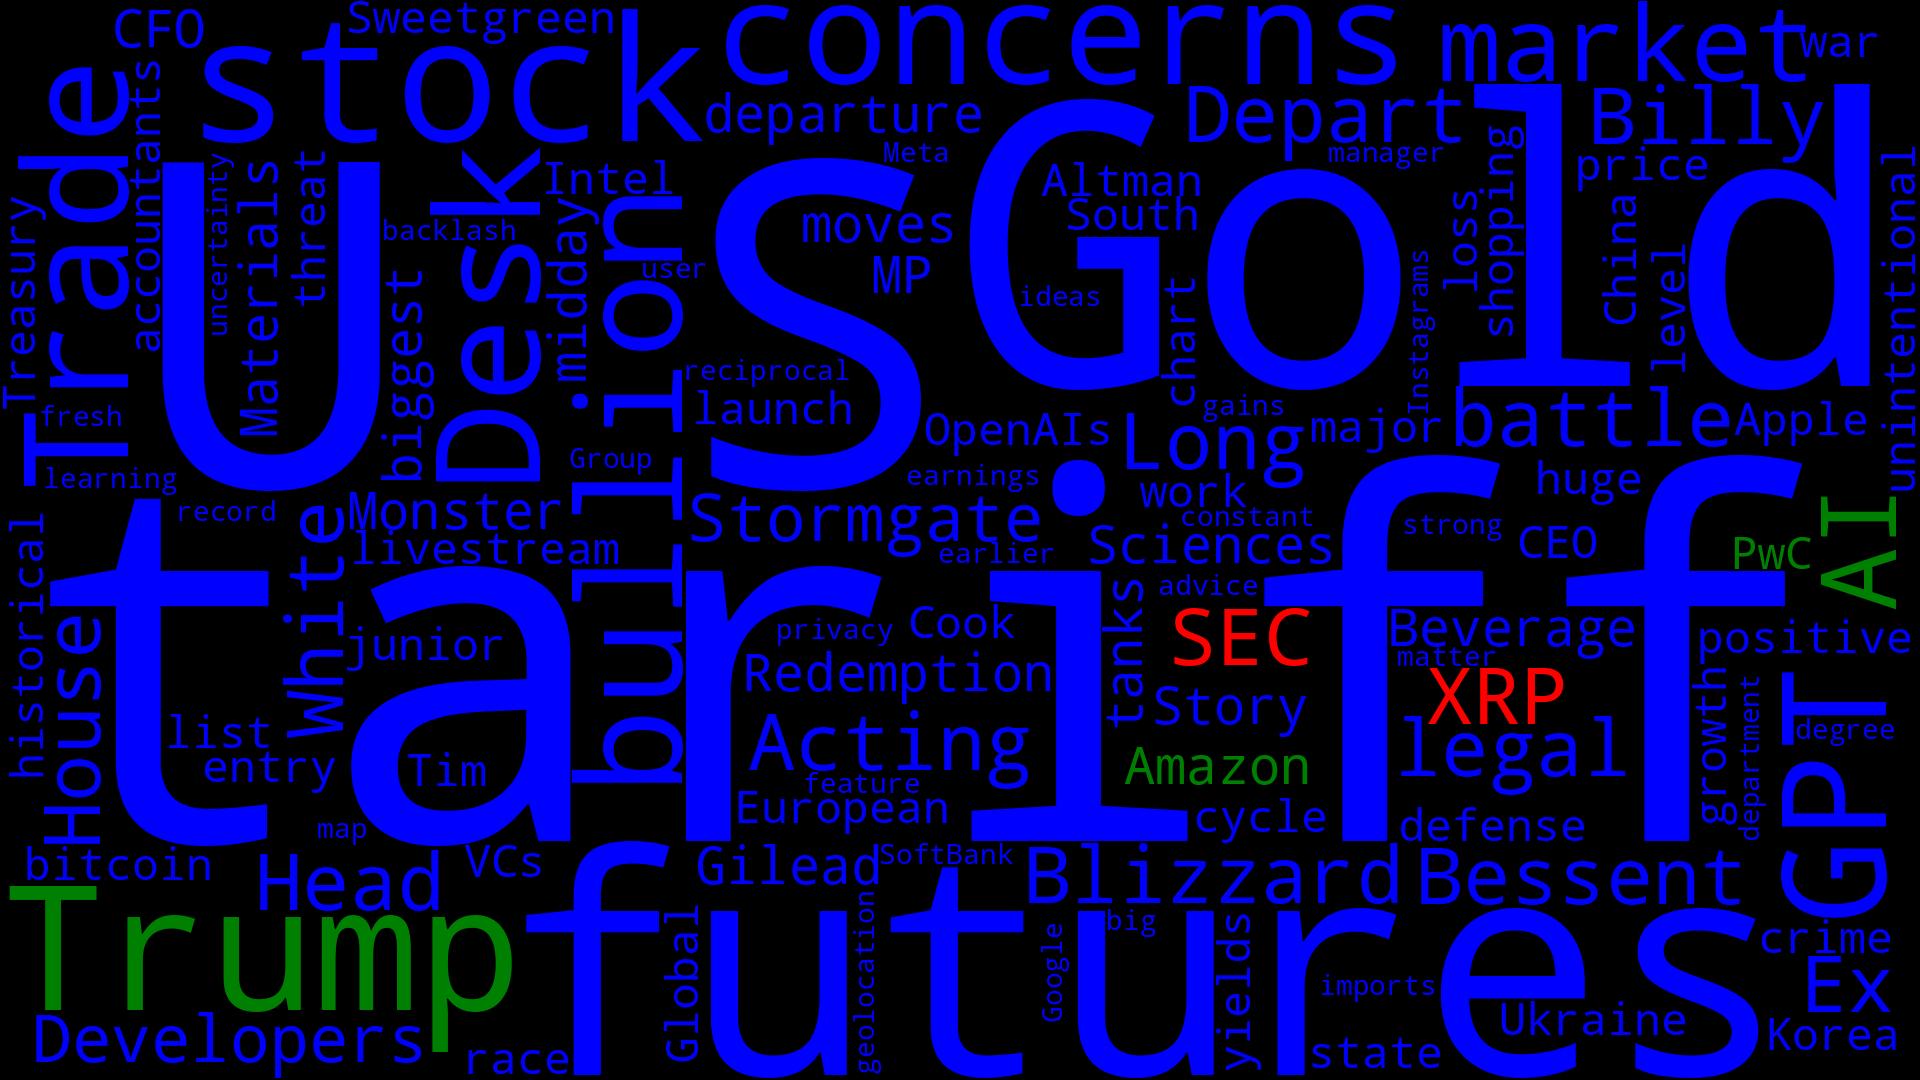 CFO
Sweetgreen
stock
concerns
market
war
Trade
accountants
departure
Depart
Billy
Meta
manager
price
Treasury
U
S
Gold
uncertainty
Materials
threat
Desk
Intel
midday
bullion
moves
MP
Altman
South
ideas
backlash
user
biggest
chart
Instagrams
loss
shopping
China
level
unintentional
reciprocal
launch
gains
OpenAIs
Long
major
battle
Apple
fresh
learning
Group
earnings
work
huge
record
Monster
livestream
Stormgate
constant
earlier
Sciences
strong
CEO
PwC
AI
historical
House
White
tariff
advice
junior
privacy
Cook
tanks
SEC
Beverage
matter
positive
Redemption
XRP
Story
growth
department
GPT
degree
list
entry
Tim
Acting
feature
European
Amazon
legal
cycle
defense
map
bitcoin
Head
VCs
Gilead
SoftBank
Blizzard
Bessent
Trump
futures
Global
geolocation
Google
big
yields
crime
imports
Ex
Developers
race
state
Ukraine
Korea